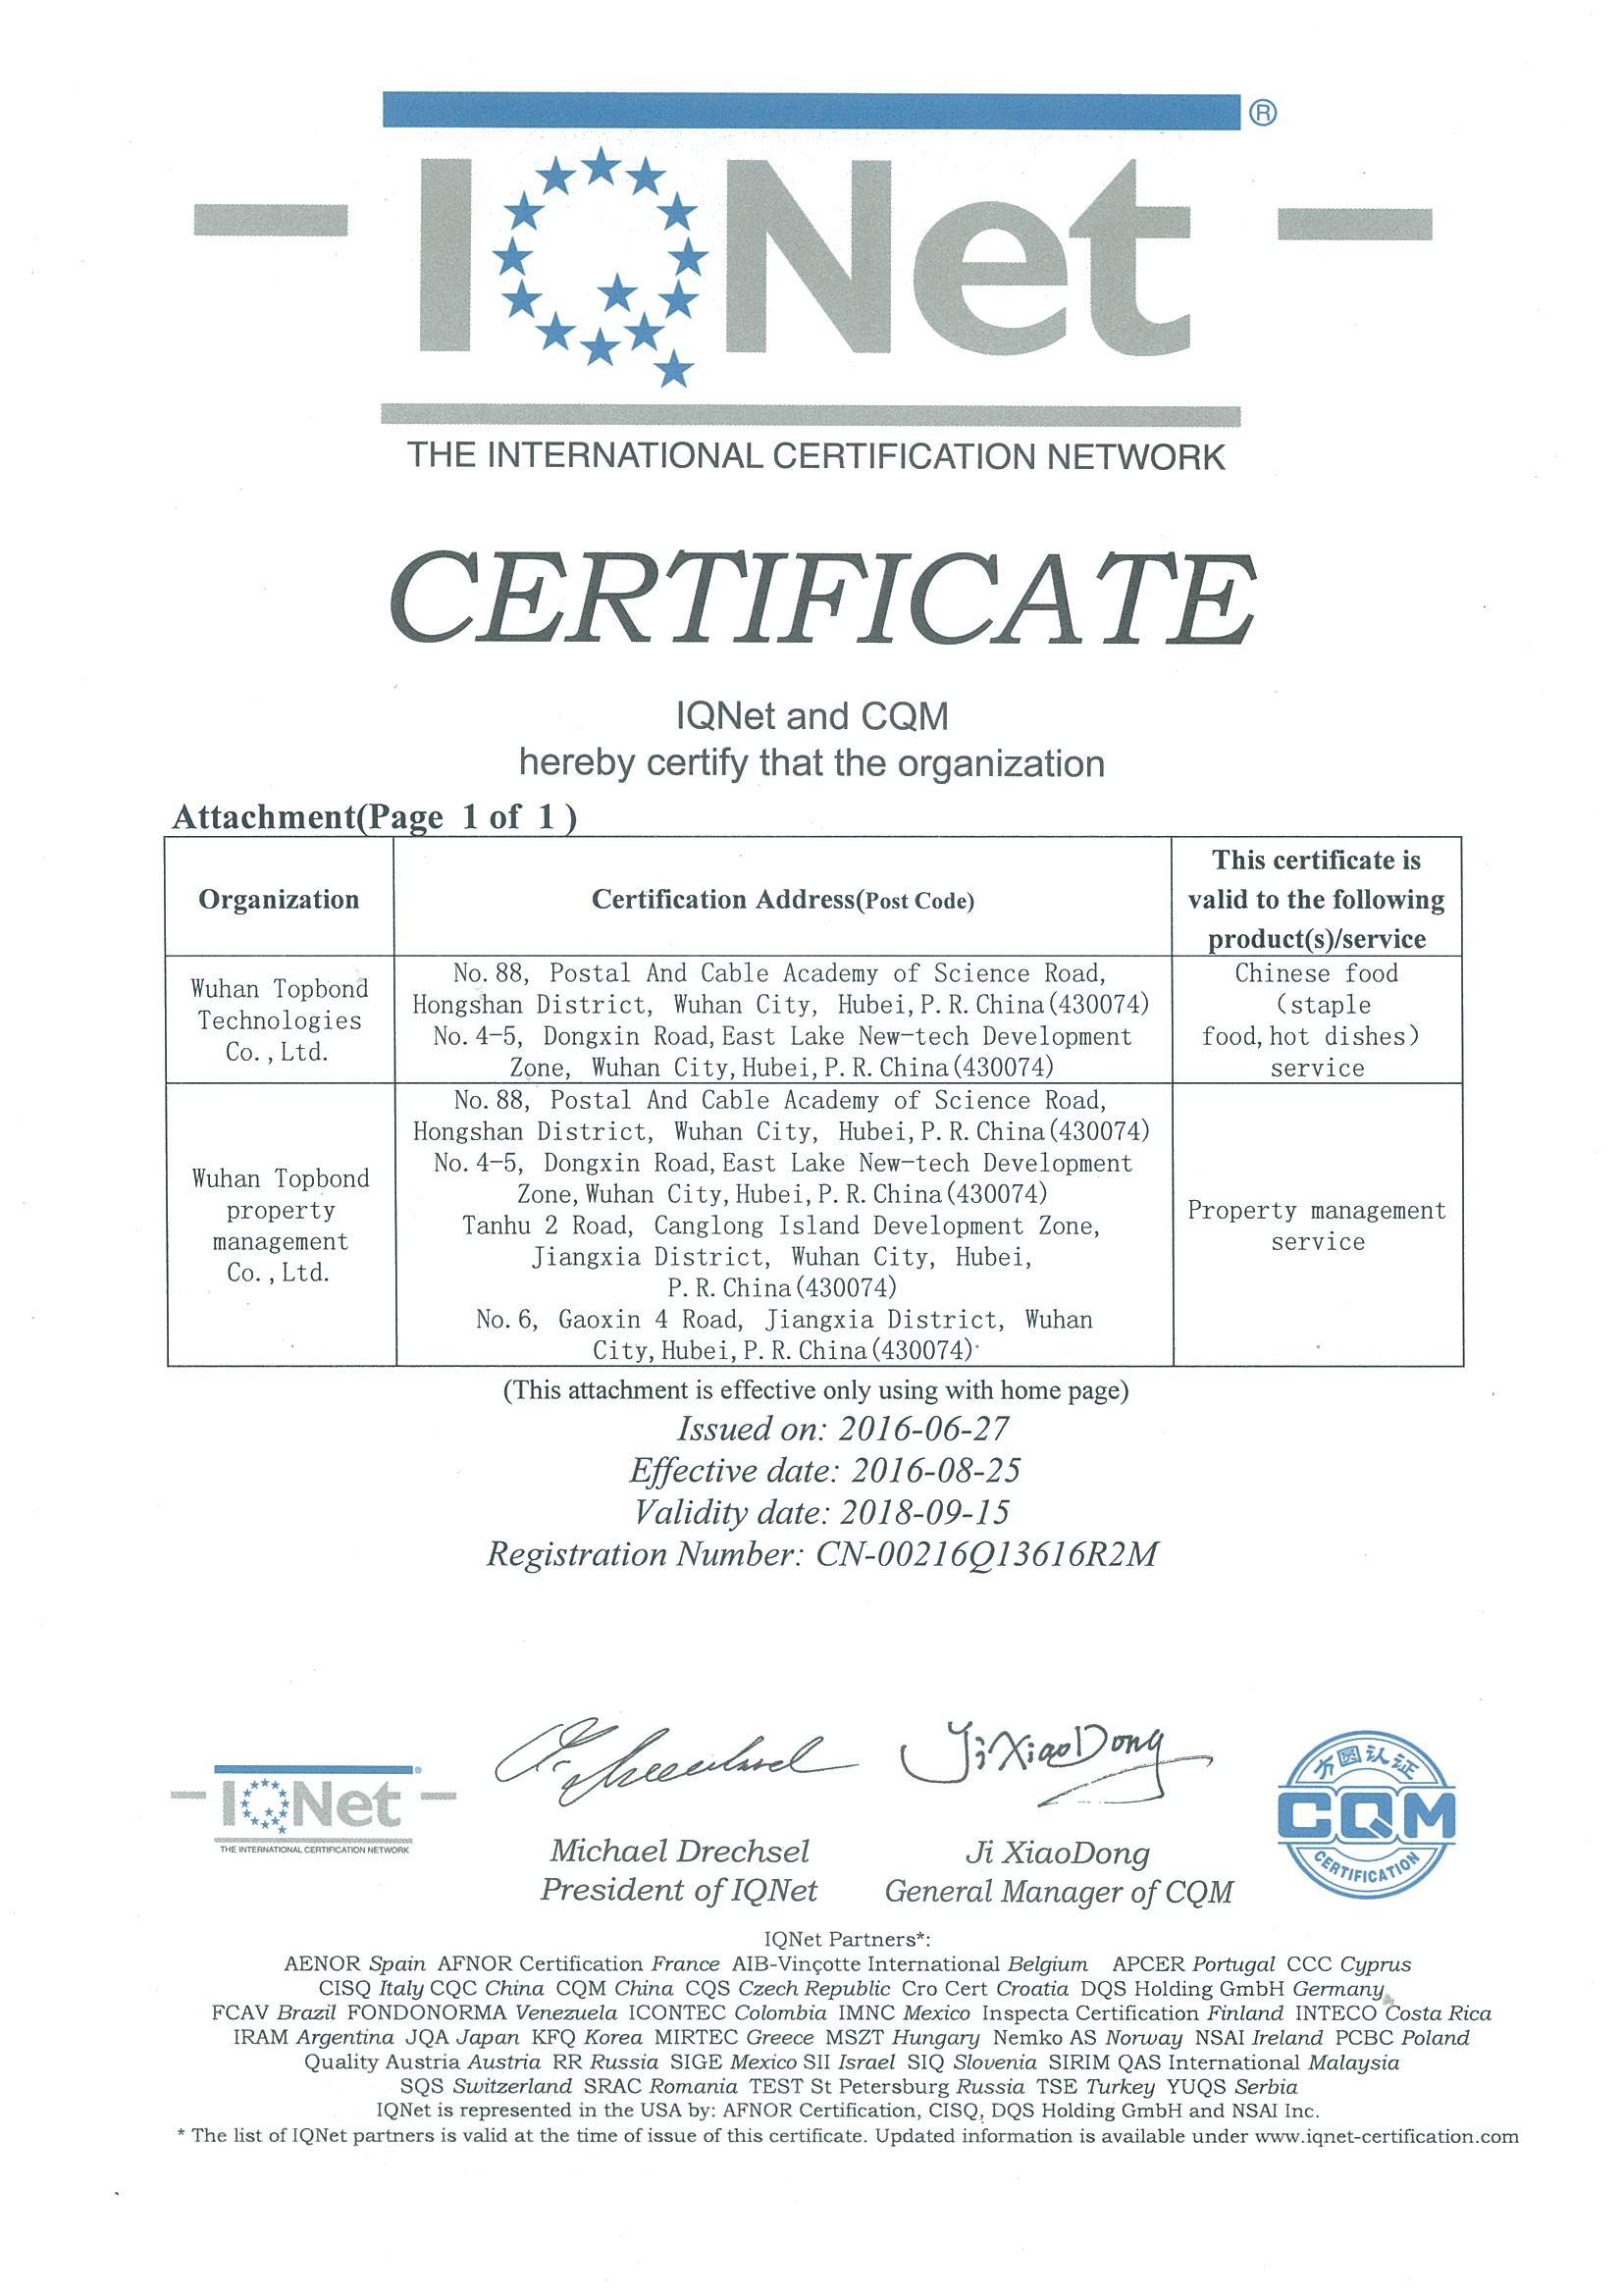 ®
IQNet
THE INTERNATIONAL CERTIFICATION NETWORK
CERTIFICATE
IQNet and CQM
hereby certify that the organization
Attachment(Page 1 of 1 )
Organization
Certification Address(Post Code)
This certificate is
valid to the following
product(s)/service
Wuhan Topbond
Technologies
Co.,Ltd.
No.88, Postal And Cable Academy of Science Road,
Hongshan District, Wuhan City, Hubei,P.R.China(430074)
No.4-5, Dongxin Road,East Lake New-tech Development
Zone, Wuhan City,Hubei,P.R.China(430074)
Chinese food
(staple
food,hot dishes)
service
Wuhan Topbond
property
management
Co.,Ltd.
No.88, Postal And Cable Academy of Science Road,
Hongshan District, Wuhan City, Hubei,P.R.China(430074)
No.4-5, Dongxin Road,East Lake New-tech Development
Zone,Wuhan City,Hubei,P.R.China(430074)
Tanhu 2 Road, Canglong Island Development Zone,
Jiangxia District, Wuhan City, Hubei,
P.R.China(430074)
No.6, Gaoxin 4 Road, Jiangxia District, Wuhan
City,Hubei,P.R.China(430074)
Property management
service
(This attachment is effective only using with home page)
Issued on: 2016-06-27
Effective date: 2016-08-25
Validity date: 2018-09-15
Registration Number: CN-00216Q13616R2M
IQNet
THE INTERNATIONAL CERTIFICATION NETWORK
Ji XiaoDong
方圆认证
CQM
CERTIFICATION
Michael Drechsel
President of IQNet
Ji XiaoDong
General Manager of CQM
IQNet Partners*:
AENOR Spain AFNOR Certification France AIB-Vinçotte International Belgium APCER Portugal CCC Cyprus
CISQ Italy CQC China CQM China CQS Czech Republic Cro Cert Croatia DQS Holding GmbH Germany
FCAV Brazil FONDONORMA Venezuela ICONTEC Colombia IMNC Mexico Inspecta Certification Finland INTECO Costa Rica
IRAM Argentina JQA Japan KFQ Korea MIRTEC Greece MSZT Hungary Nemko AS Norway NSAI Ireland PCBC Poland
Quality Austria Austria RR Russia SIGE Mexico SII Israel SIQ Slovenia SIRIM QAS International Malaysia
SQS Switzerland SRAC Romania TEST St Petersburg Russia TSE Turkey YUQS Serbia
IQNet is represented in the USA by: AFNOR Certification, CISQ, DQS Holding GmbH and NSAI Inc.
* The list of IQNet partners is valid at the time of issue of this certificate. Updated information is available under www.iqnet-certification.com